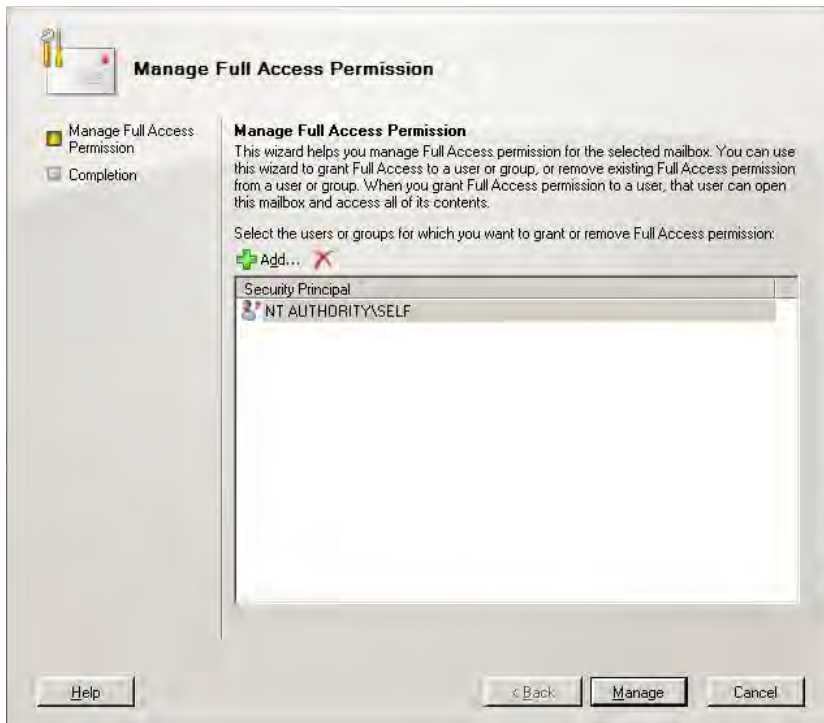 Manage Full Access Permission
Manage Full Access
Permission
Completion
Manage Full Access Permission
This wizard helps you manage Full Access permission for the selected mailbox. You can use
this wizard to grant Full Access to a user or group, or remove existing Full Access permission
from a user or group. When you grant Full Access permission to a user, that user can open
this mailbox and access all of its contents.
Select the users or groups for which you want to grant or remove Full Access permission:
Add...
Security Principal
NT AUTHORITY\SELF
Help
< Back
Manage
Cancel